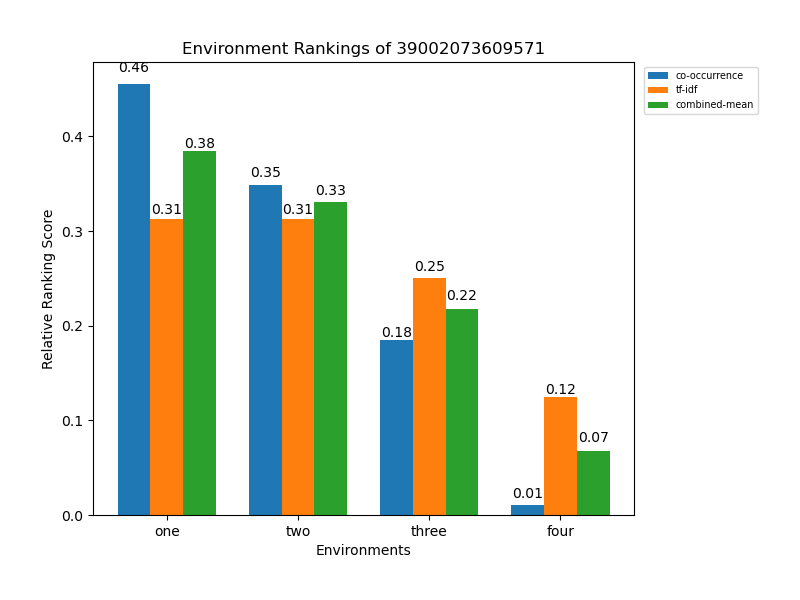 Environment Rankings of 39002073609571
co-occurrence
tf-idf
combined-mean
Relative Ranking Score
0.4
0.3
0.2
0.1
0.0
0.46
0.31
0.38
0.35
0.31
0.33
0.18
0.25
0.22
0.01
0.12
0.07
one two three four
Environments